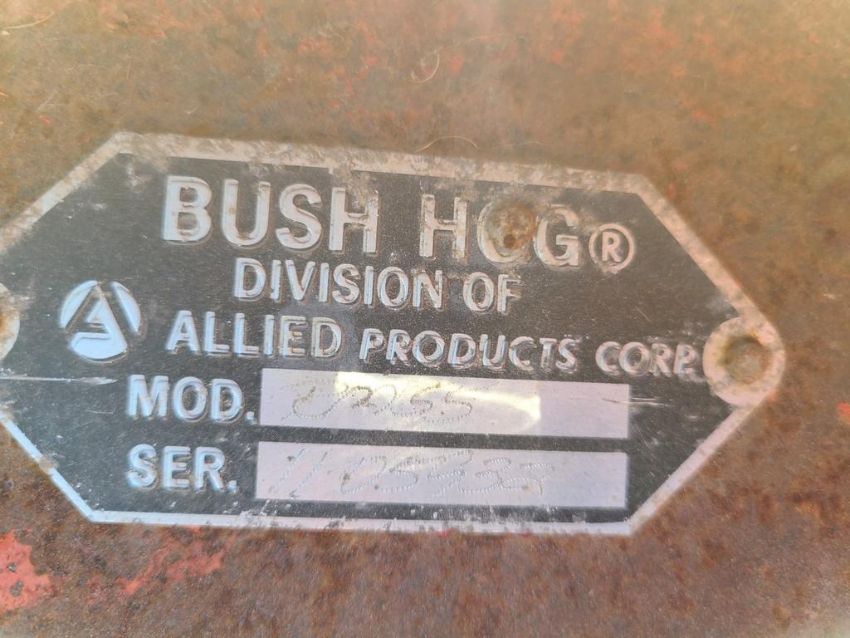 BUSH HOG®
DIVISION OF
ALLIED PRODUCTS CORP.
MOD.
SER.